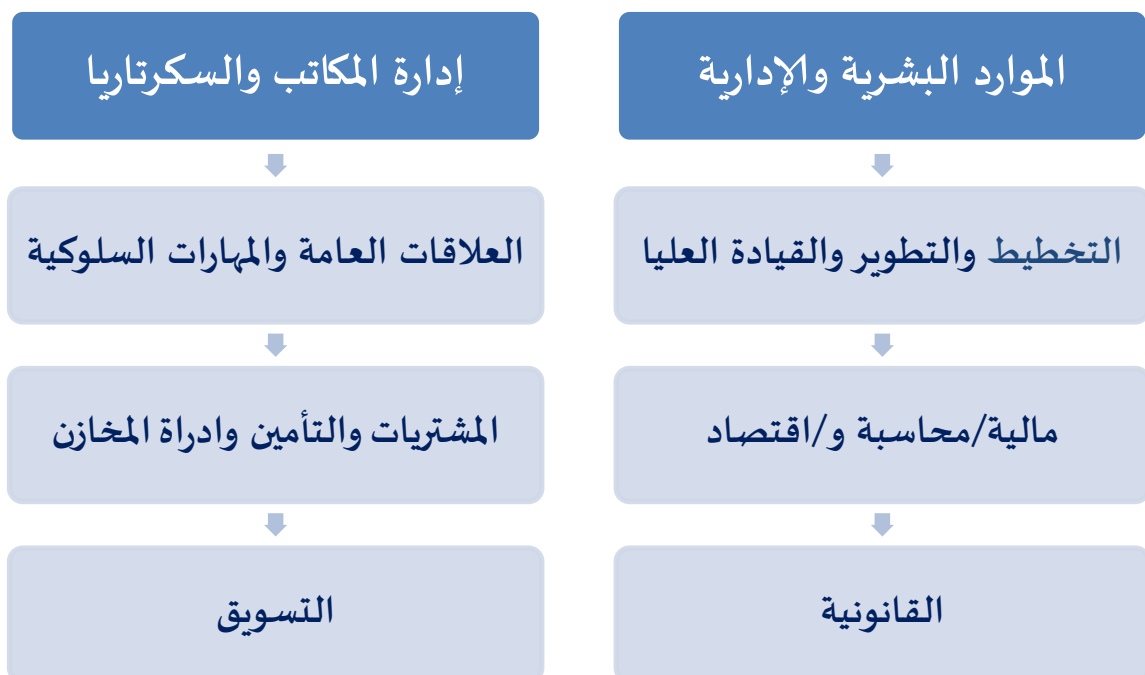 الموارد البشرية والإدارية
التخطيط والتطوير والقيادة العليا
مالية/محاسبة و/اقتصاد
القانونية
إدارة المكاتب والسكرتاريا
العلاقات العامة والمهارات السلوكية
المشتريات والتأمين وادراة المخازن
التسويق